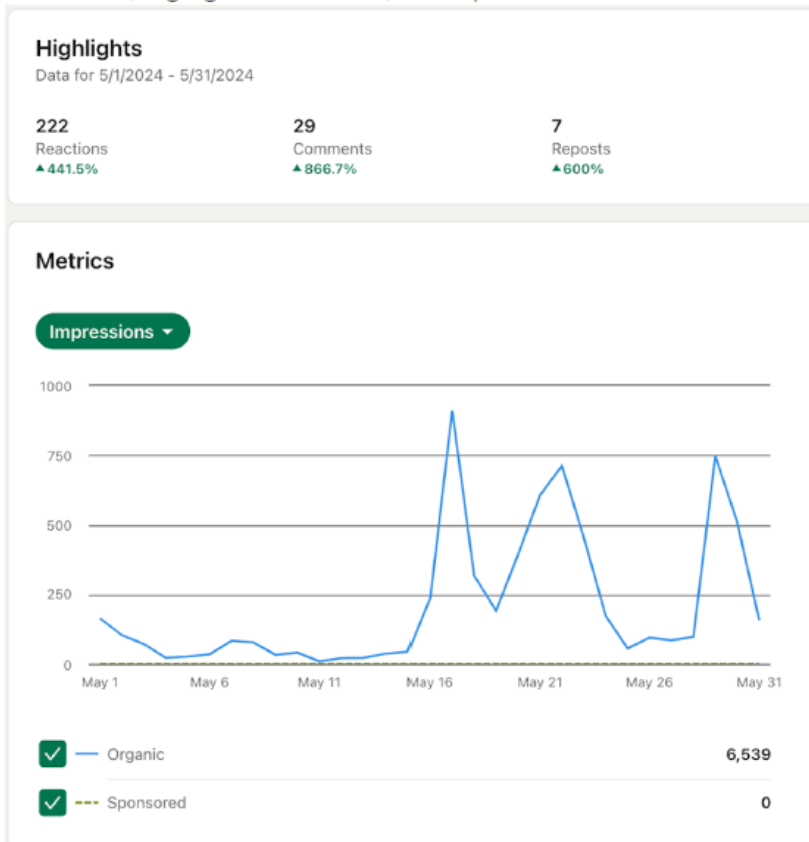 Highlights
Data for 5/1/2024 - 5/31/2024
222 29 7
Reactions Comments Reposts
▲441.5% ▲866.7% ▲600%
Metrics
Impressions
1000
750
500
250
0
May 1 May 6 May 11 May 16 May 21 May 26 May 31
Organic 6,539
Sponsored 0